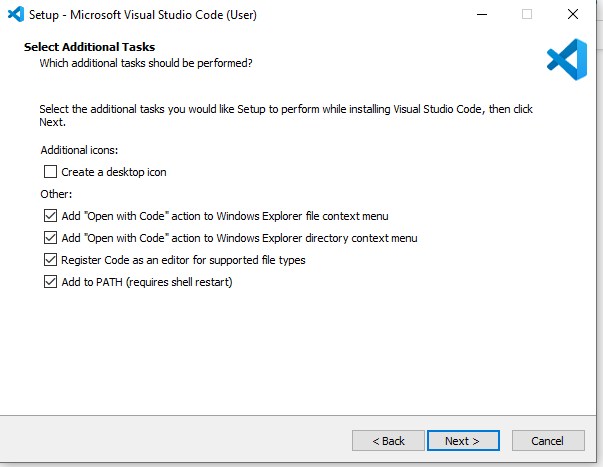 Setup - Microsoft Visual Studio Code (User)
Select Additional Tasks
Which additional tasks should be performed?
Select the additional tasks you would like Setup to perform while installing Visual Studio Code, then click
Next.
Additional icons:
Create a desktop icon
Other:
Add "Open with Code" action to Windows Explorer file context menu
Add "Open with Code" action to Windows Explorer directory context menu
Register Code as an editor for supported file types
Add to PATH (requires shell restart)
< Back Next > Cancel